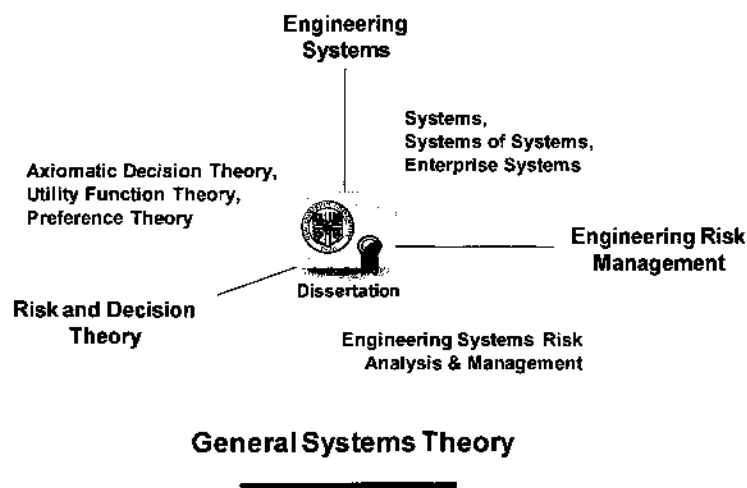 Engineering
Systems
Systems,
Systems of Systems,
Enterprise Systems
Axiomatic Decision Theory,
Utility Function Theory,
Preference Theory
Engineering Risk
Management
Dissertation
Risk and Decision
Theory
Engineering Systems Risk
Analysis & Management
General Systems Theory